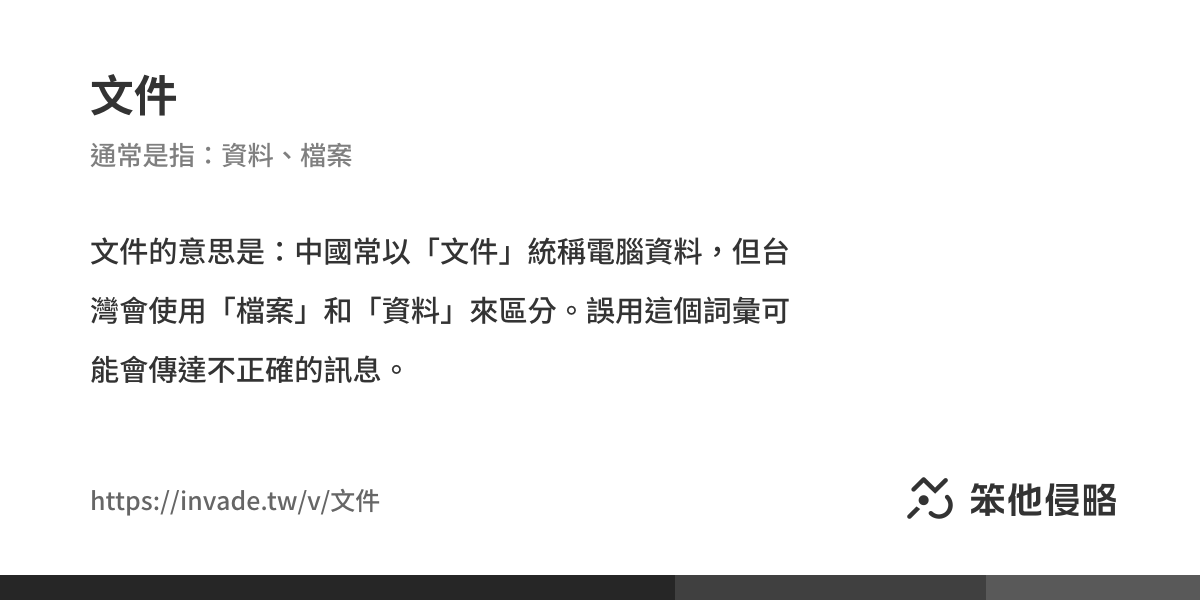 文件
通常是指：資料、檔案
文件的意思是：中國常以「文件」統稱電腦資料，但台
灣會使用「檔案」和「資料」來區分。誤用這個詞彙可
能會傳達不正確的訊息。
https://invade.tw/v/文件
笨他侵略